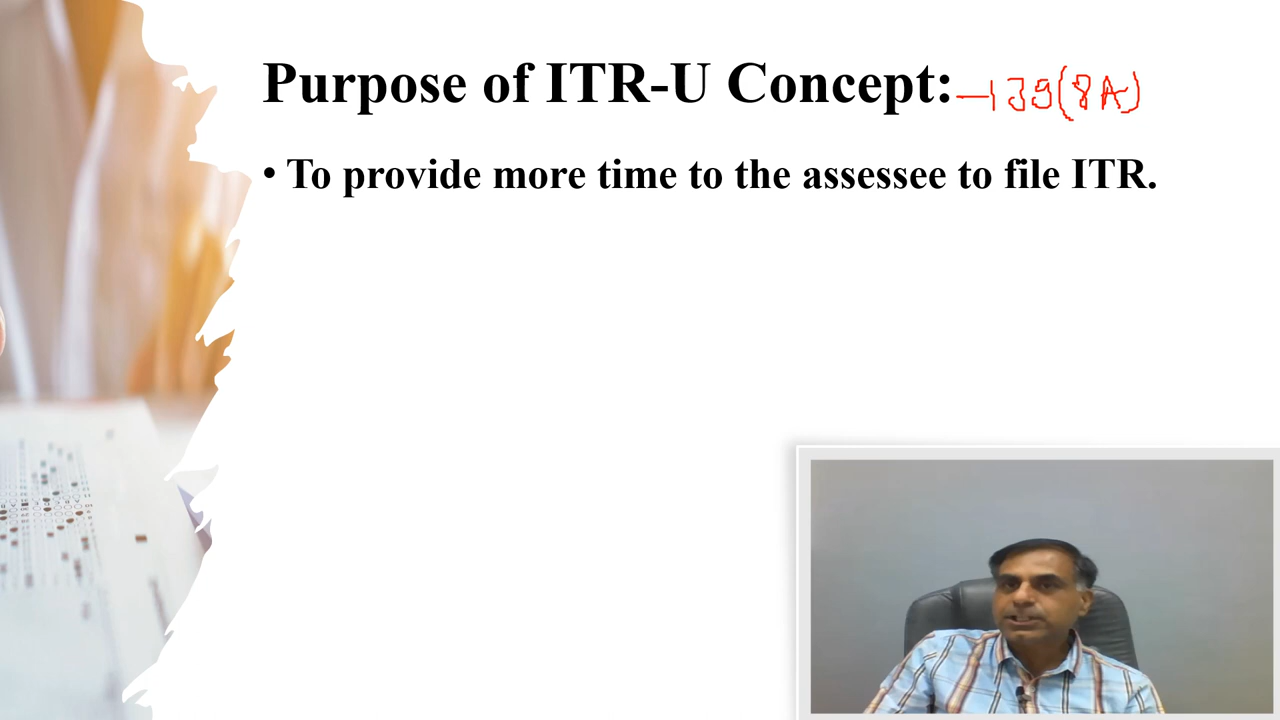 Purpose of ITR-U Concept: –139(8A)
• To provide more time to the assessee to file ITR.